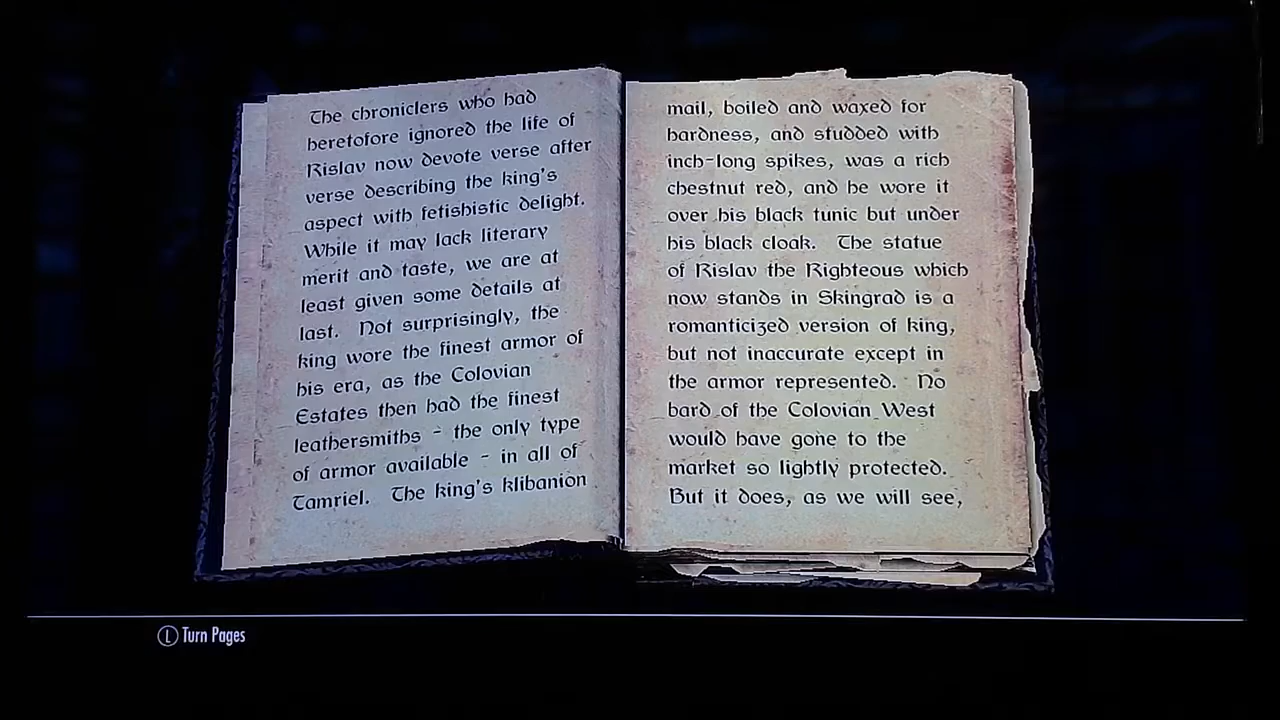 The chroniclers who had
heretofore ignored the life of
Rislav now devote verse after
verse describing the king's
aspect with fetishistic delight.
While it may lack literary
merit and taste, we are at
least given some details at
last. Not surprisingly, the
king wore the finest armor of
his era, as the Colovian
Estates then had the finest
leathersmiths - the only type
of armor available - in all of
Tamriel. The king's klibanion
mail, boiled and waxed for
hardness, and studded with
inch-long spikes, was a rich
chestnut red, and he wore it
over his black tunic but under
his black cloak. The statue
of Rislav the Righteous which
now stands in Skingrad is a
romanticized version of king,
but not inaccurate except in
the armor represented. No
bard of the Colovian West
would have gone to the
market so lightly protected.
But it does, as we will see,
L Turn Pages